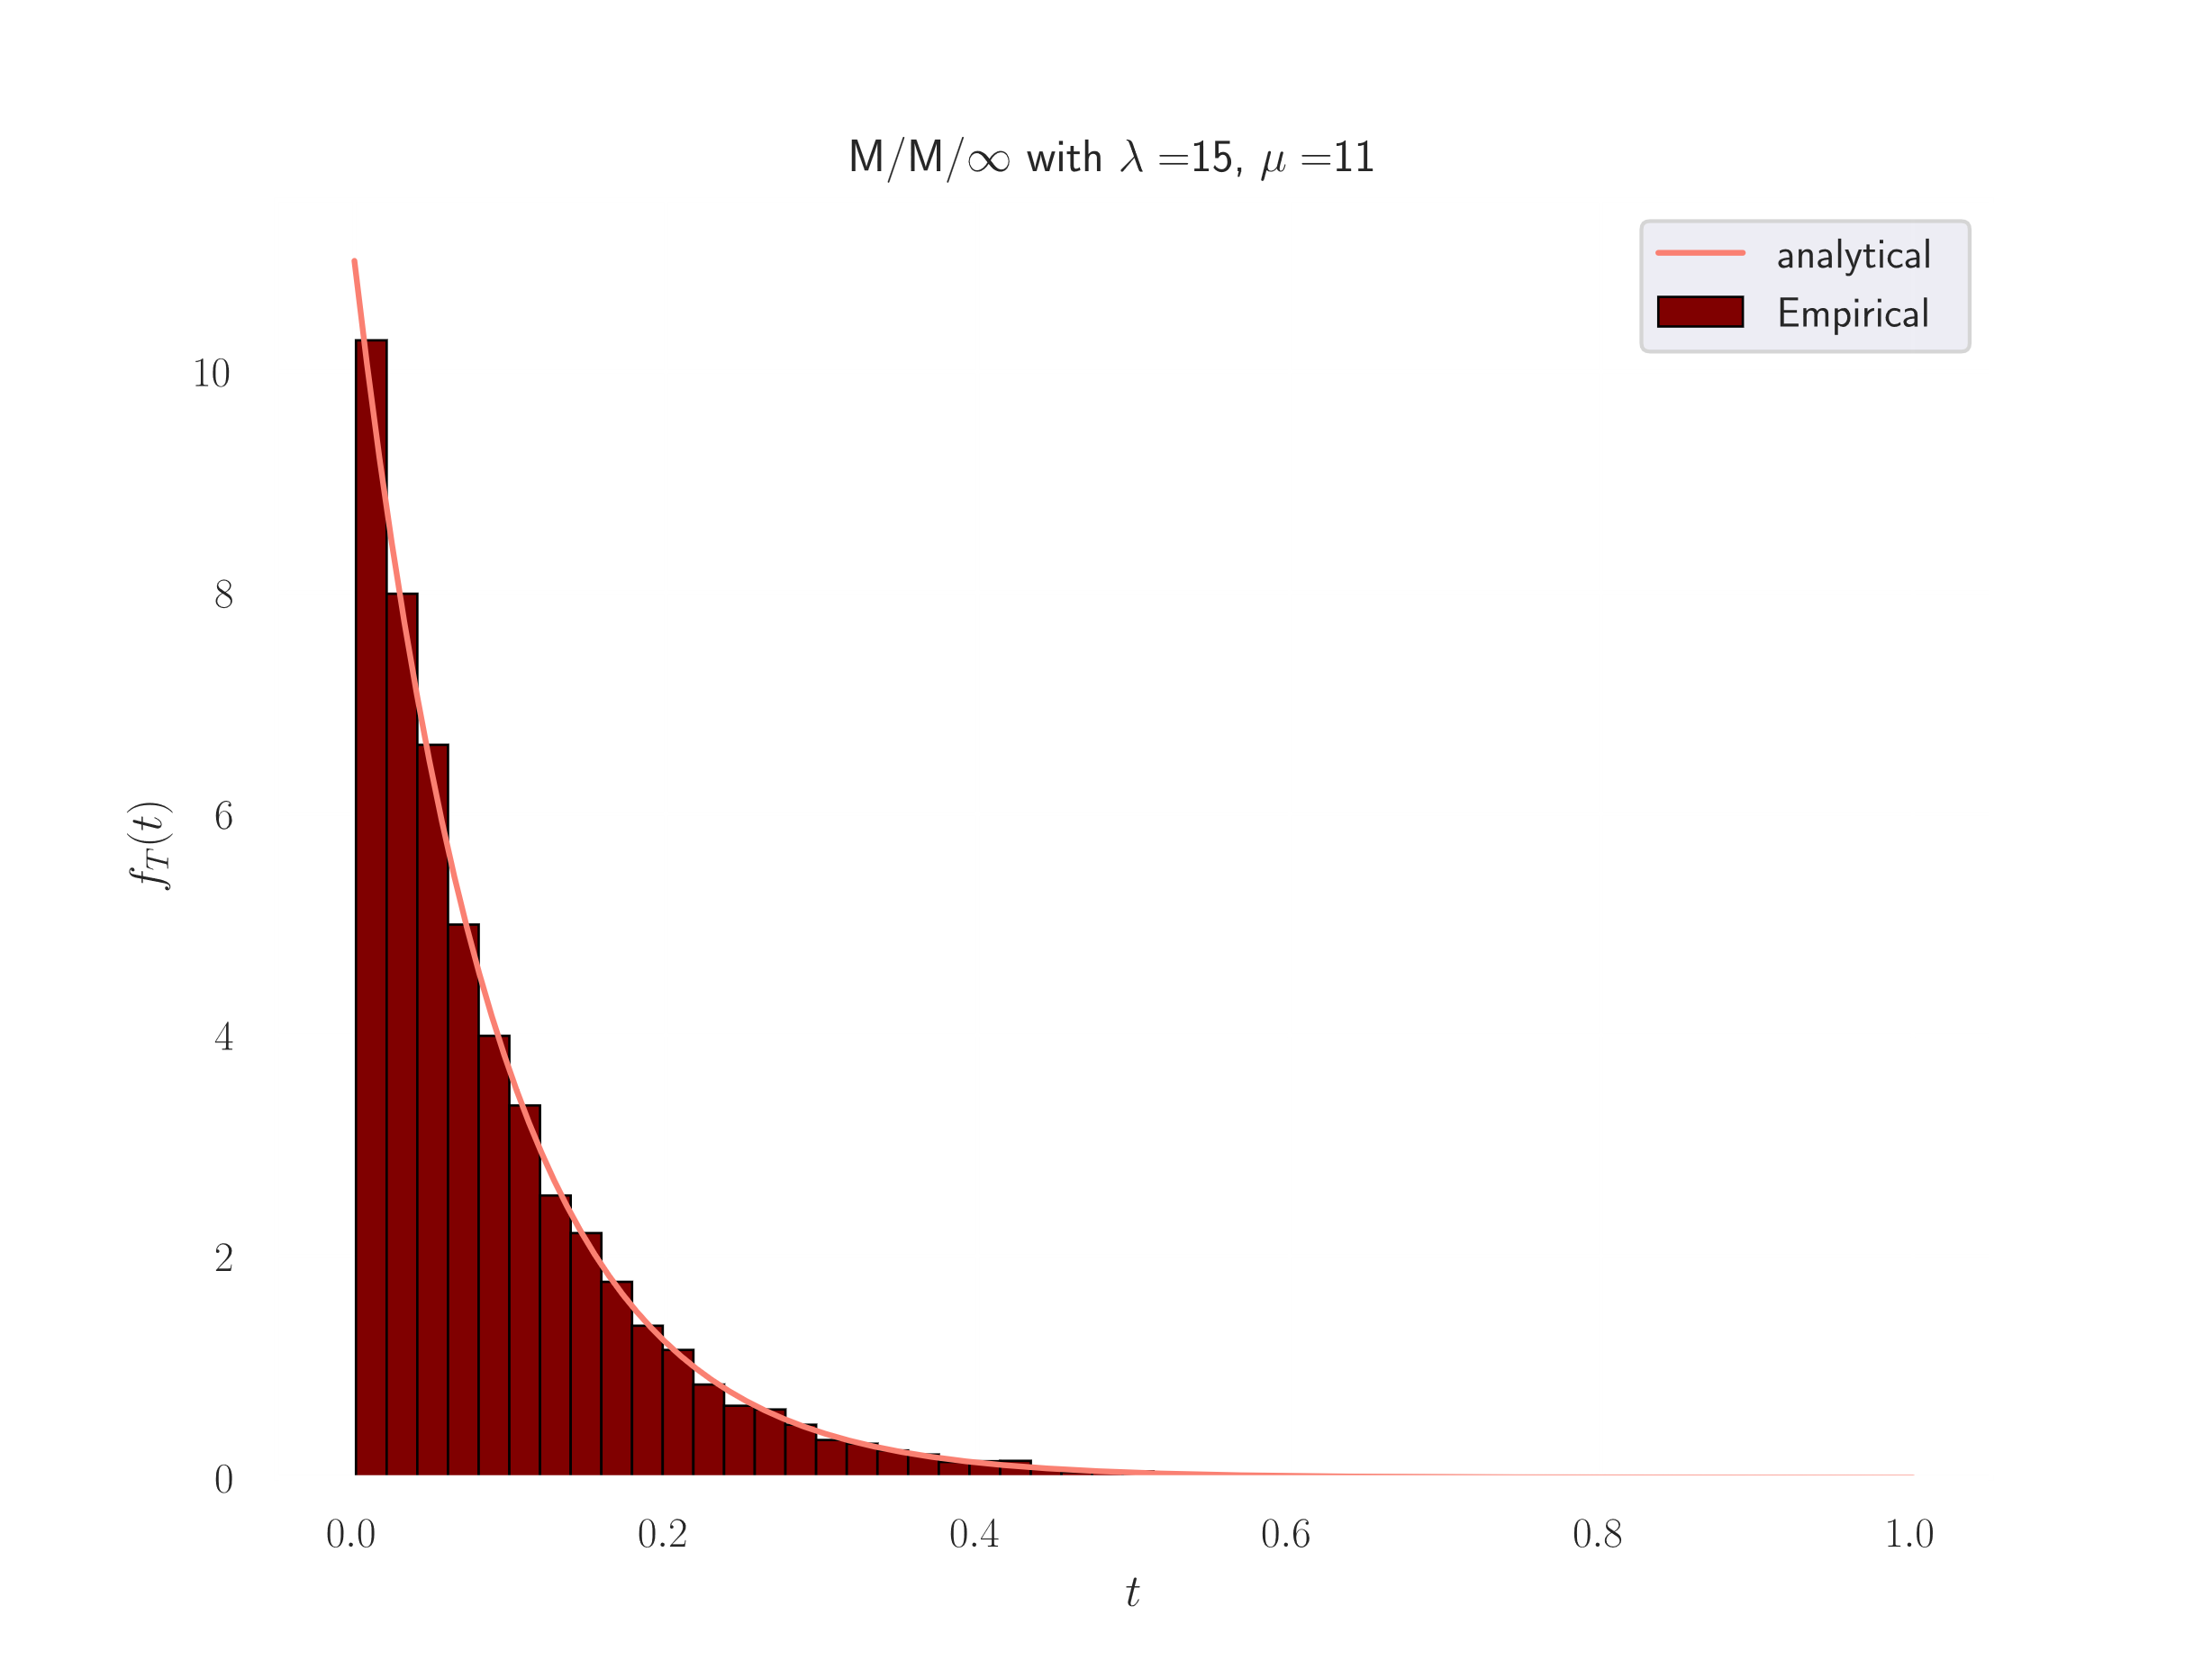 M/M/∞ with λ =15, μ =11
analytical
Empirical
10
8
6
4
2
0
f_T(t)
0.0 0.2 0.4 0.6 0.8 1.0
t